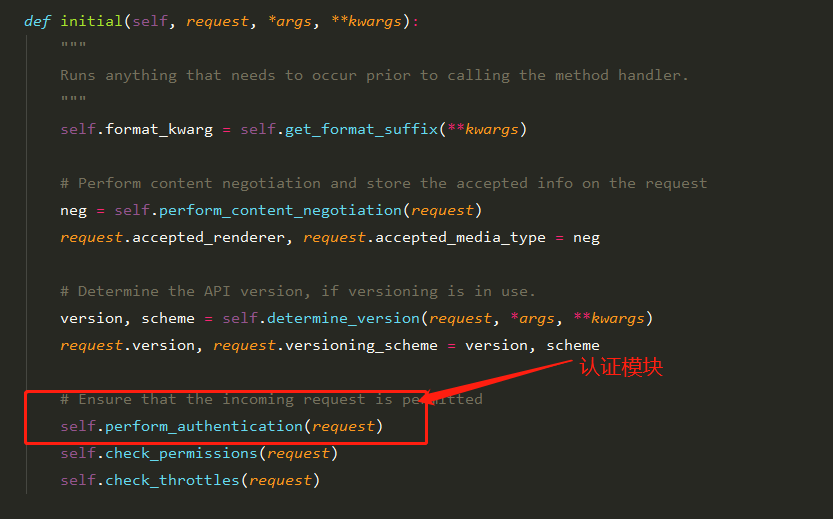 def initial(self, request, *args, **kwargs):
"""
Runs anything that needs to occur prior to calling the method handler.
"""
self.format_kwarg = self.get_format_suffix(**kwargs)
# Perform content negotiation and store the accepted info on the request
neg = self.perform_content_negotiation(request)
request.accepted_renderer, request.accepted_media_type = neg
# Determine the API version, if versioning is in use.
version, scheme = self.determine_version(request, *args, **kwargs)
request.version, request.versioning_scheme = version, scheme
认证模块
# Ensure that the incoming request is permitted
self.perform_authentication(request)
self.check_permissions(request)
self.check_throttles(request)